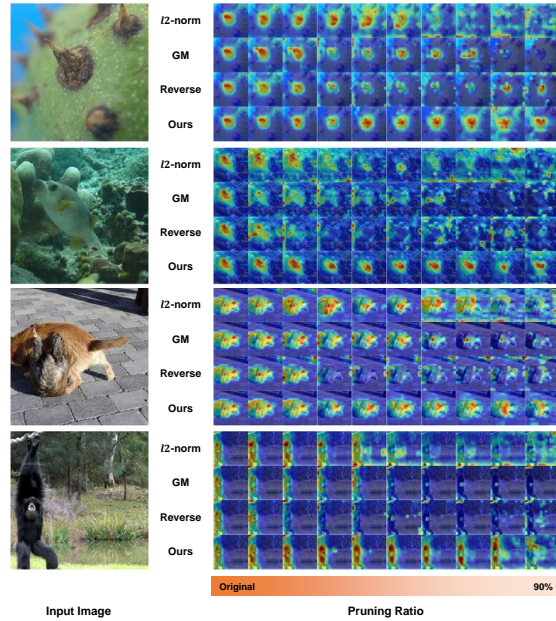 l2-norm
GM
Reverse
Ours
l2-norm
GM
Reverse
Ours
l2-norm
GM
Reverse
Ours
l2-norm
GM
Reverse
Ours
Original 90%
Input Image Pruning Ratio